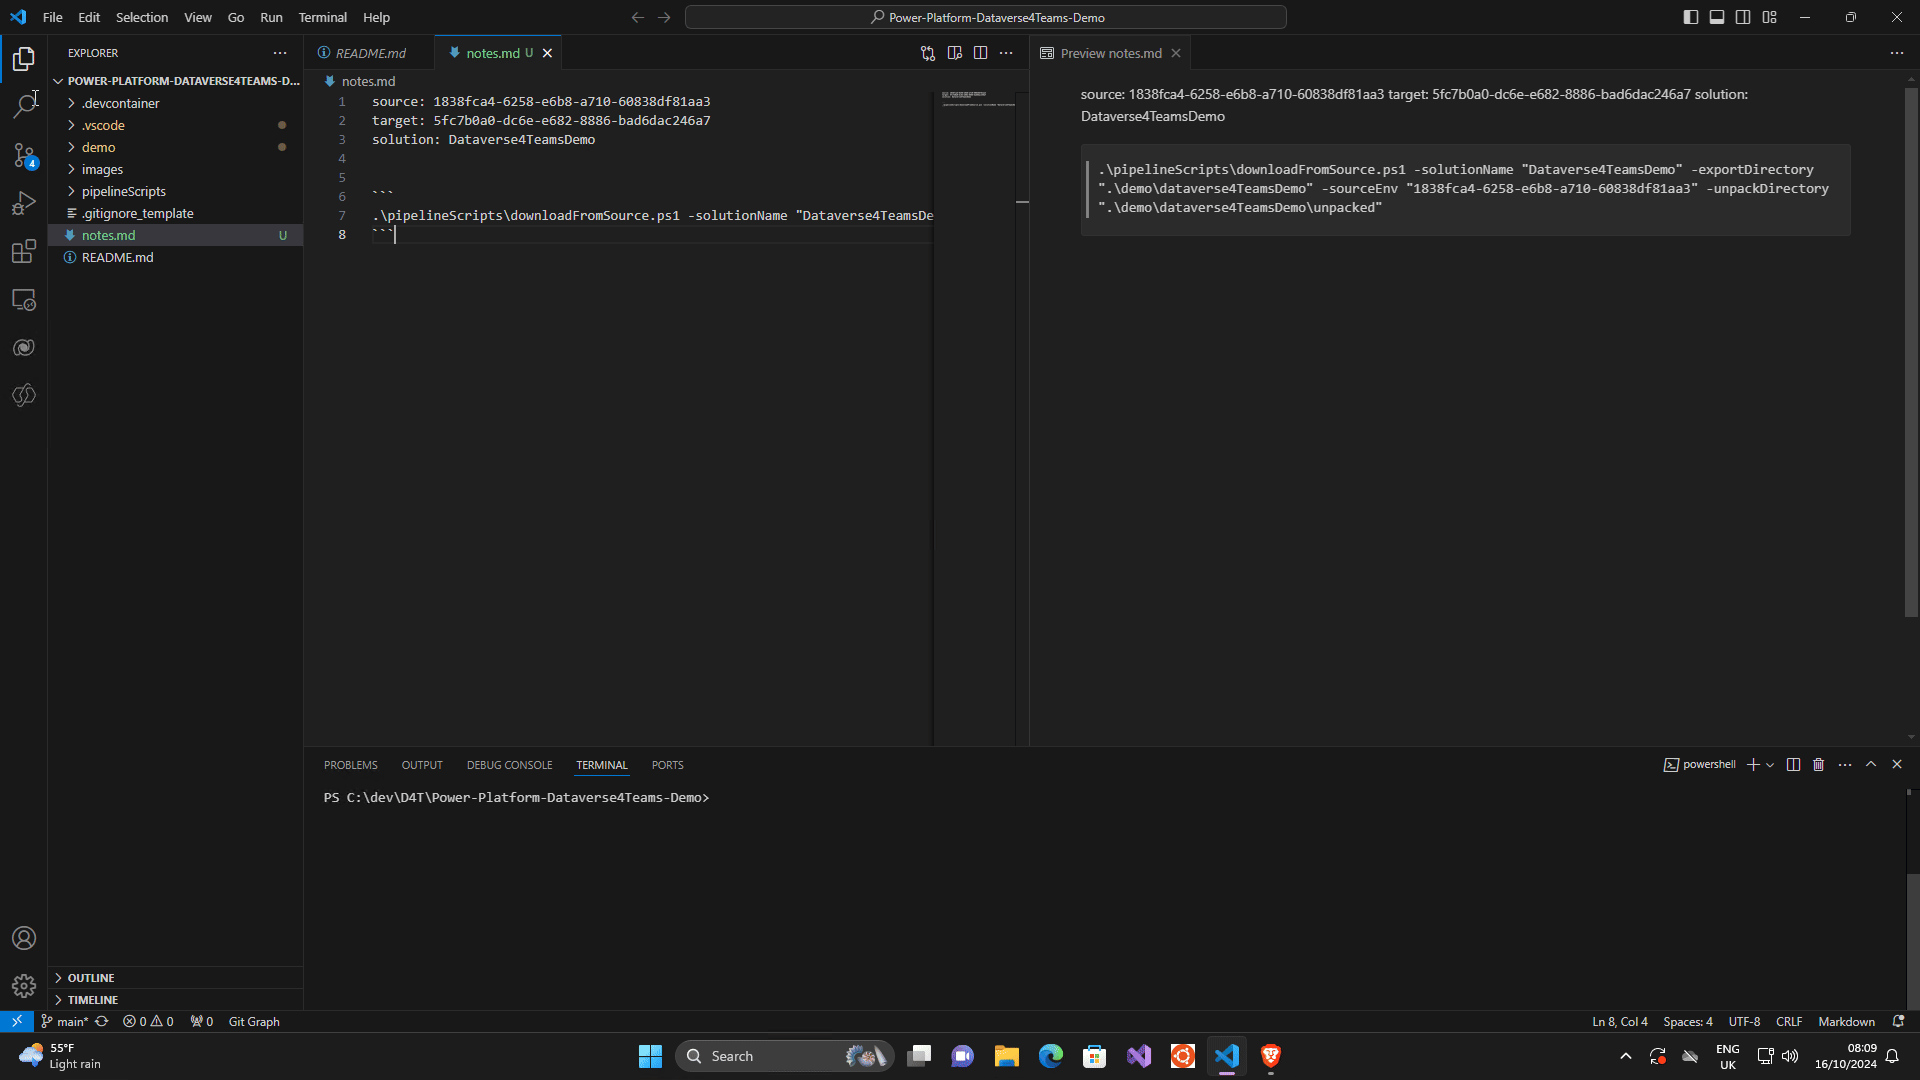 File Edit Selection View Go Run Terminal Help
Power-Platform-Dataverse4Teams-Demo
EXPLORER
POWER-PLATFORM-DATAVERSE4TEAMS-D...
.devcontainer
.vscode
demo
images
pipelineScripts
.gitignore_template
notes.md U
README.md
OUTLINE
TIMELINE
README.md
notes.md U
notes.md
1 source: 1838fca4-6258-e6b8-a710-60838df81aa3
2 target: 5fc7b0a0-dc6e-e682-8886-bad6dac246a7
3 solution: Dataverse4TeamsDemo
4
5
6 ```
7 .\pipelineScripts\downloadFromSource.ps1 -solutionName "Dataverse4TeamsDe
8 ```
Preview notes.md
source: 1838fca4-6258-e6b8-a710-60838df81aa3 target: 5fc7b0a0-dc6e-e682-8886-bad6dac246a7 solution:
Dataverse4TeamsDemo
.\pipelineScripts\downloadFromSource.ps1 -solutionName "Dataverse4TeamsDemo" -exportDirectory
".\demo\dataverse4TeamsDemo" -sourceEnv "1838fca4-6258-e6b8-a710-60838df81aa3" -unpackDirectory
".\demo\dataverse4TeamsDemo\unpacked"
PROBLEMS OUTPUT DEBUG CONSOLE TERMINAL PORTS
powershell
PS C:\dev\D4T\Power-Platform-Dataverse4Teams-Demo>
4
main* 0 0 0 Git Graph
Ln 8, Col 4 Spaces: 4 UTF-8 CRLF Markdown
55°F
Light rain
Search
ENG
UK
08:09
16/10/2024